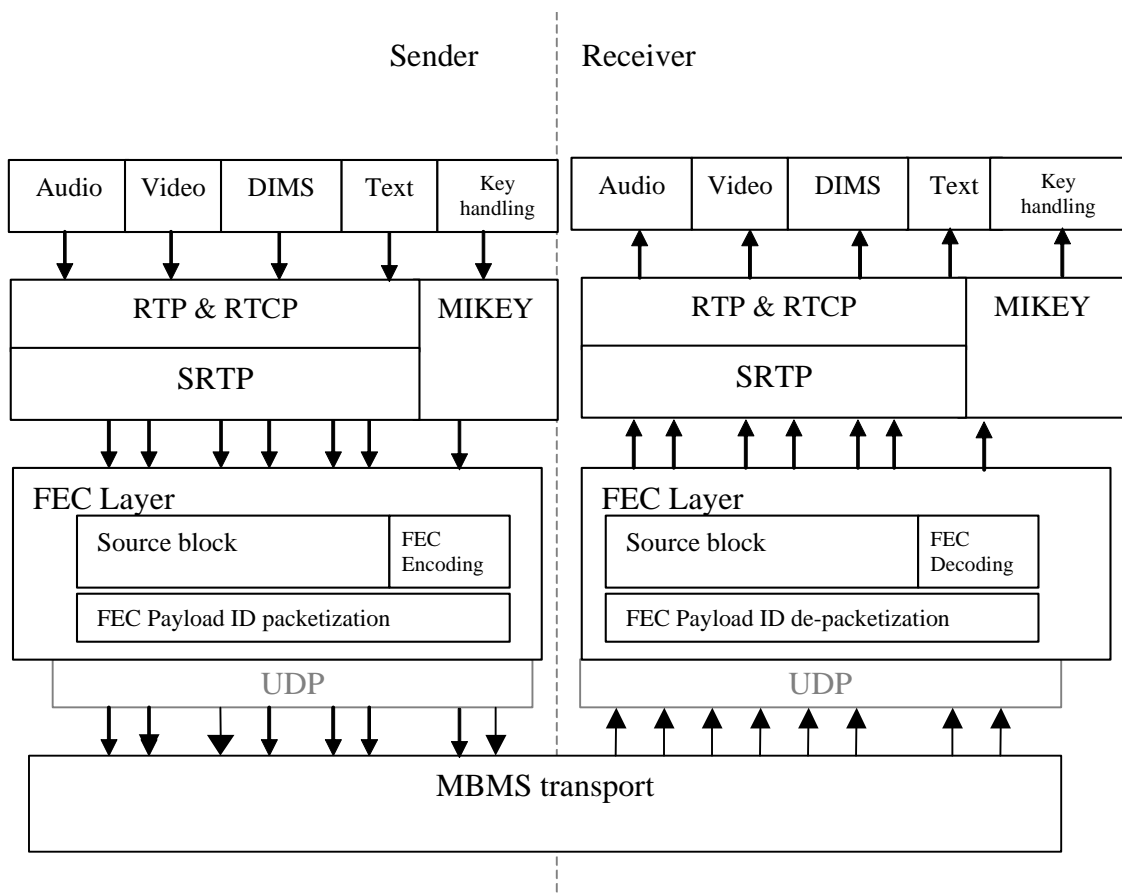 Sender Receiver
Audio Video DIMS Text Key handling
Audio Video DIMS Text Key handling
RTP & RTCP MIKEY
SRTP
RTP & RTCP MIKEY
SRTP
FEC Layer
Source block FEC Encoding
FEC Payload ID packetization
FEC Layer
Source block FEC Decoding
FEC Payload ID de-packetization
UDP
UDP
MBMS transport